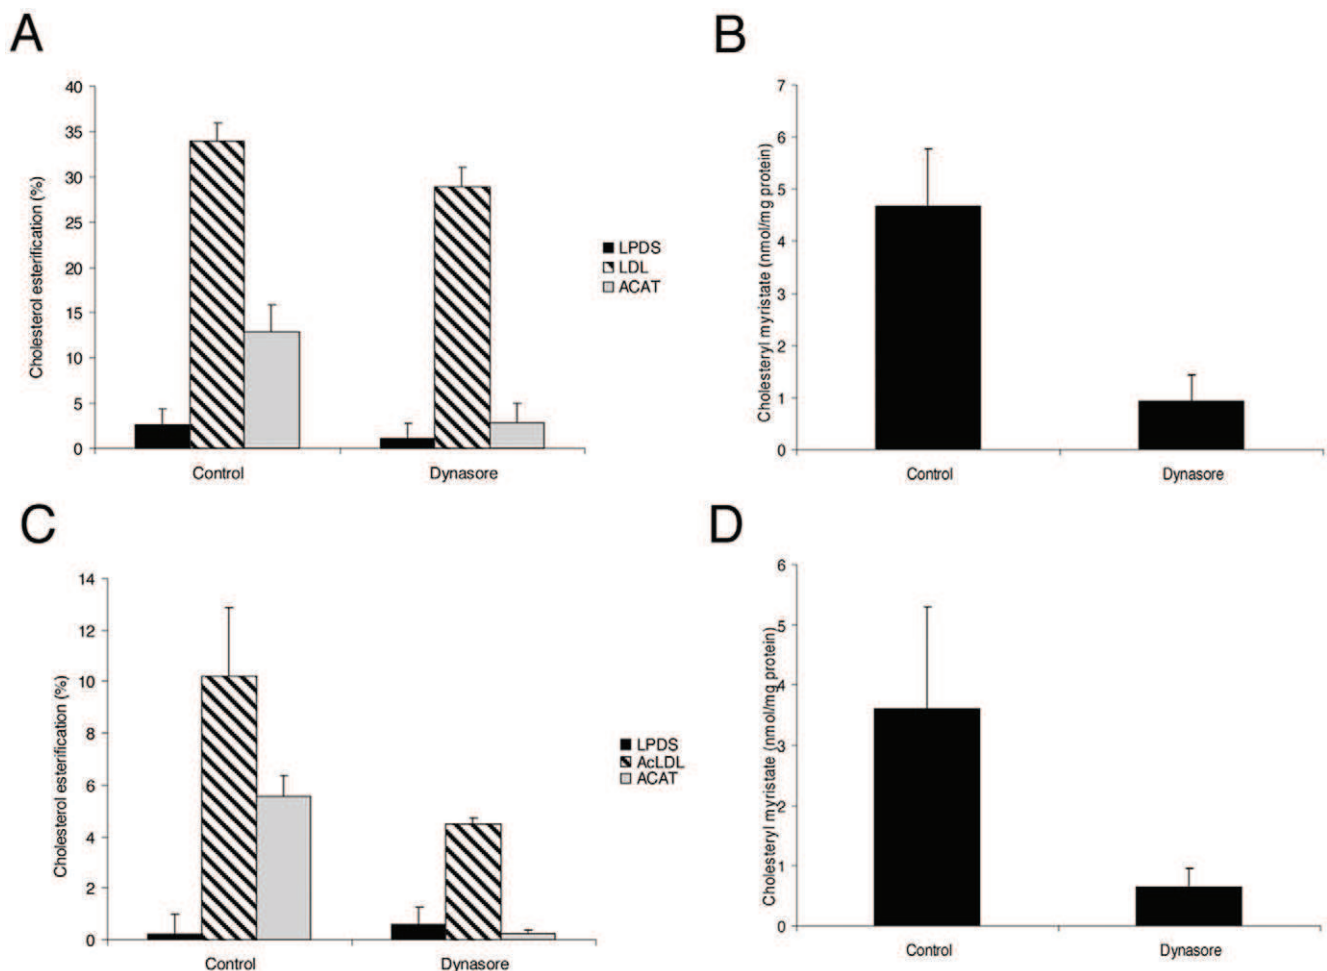 A
Cholesterol esterification (%)
40
35
30
25
20
15
10
5
0
Control
Dynasore
LPDS
LDL
ACAT
B
Cholesteryl myristate (nmol/mg protein)
7
6
5
4
3
2
1
0
Control
Dynasore
C
Cholesterol esterification (%)
14
12
10
8
6
4
2
0
Control
Dynasore
LPDS
AcLDL
ACAT
D
Cholesteryl myristate (nmol/mg protein)
6
5
4
3
2
1
0
Control
Dynasore